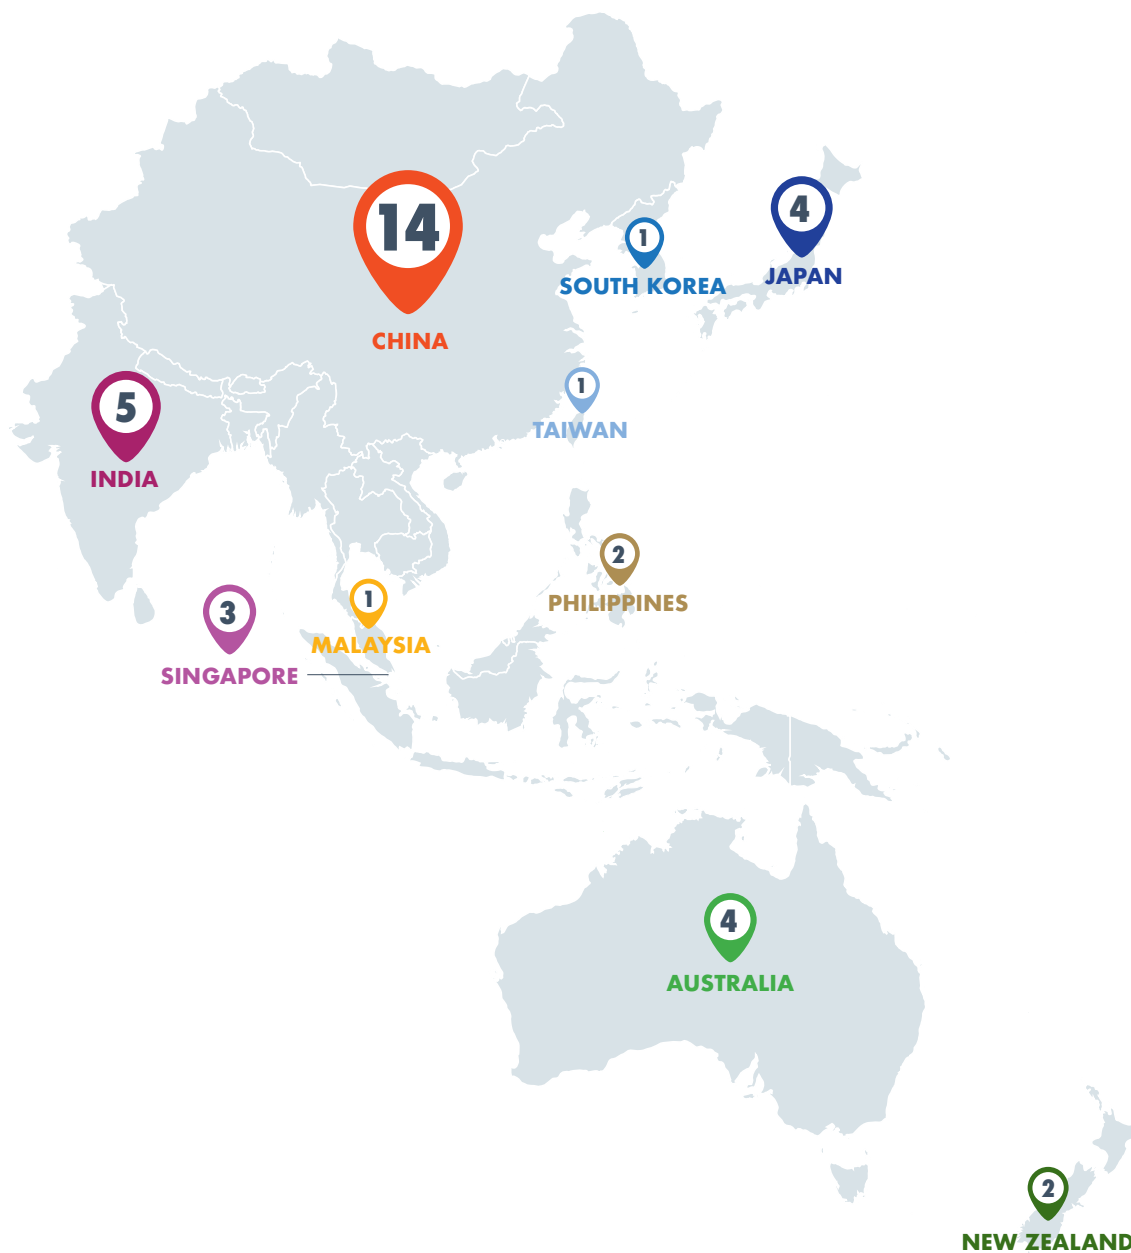 14
CHINA
4
JAPAN
1
SOUTH KOREA
1
TAIWAN
5
INDIA
2
PHILIPPINES
3
SINGAPORE
1
MALAYSIA
4
AUSTRALIA
2
NEW ZEALAND